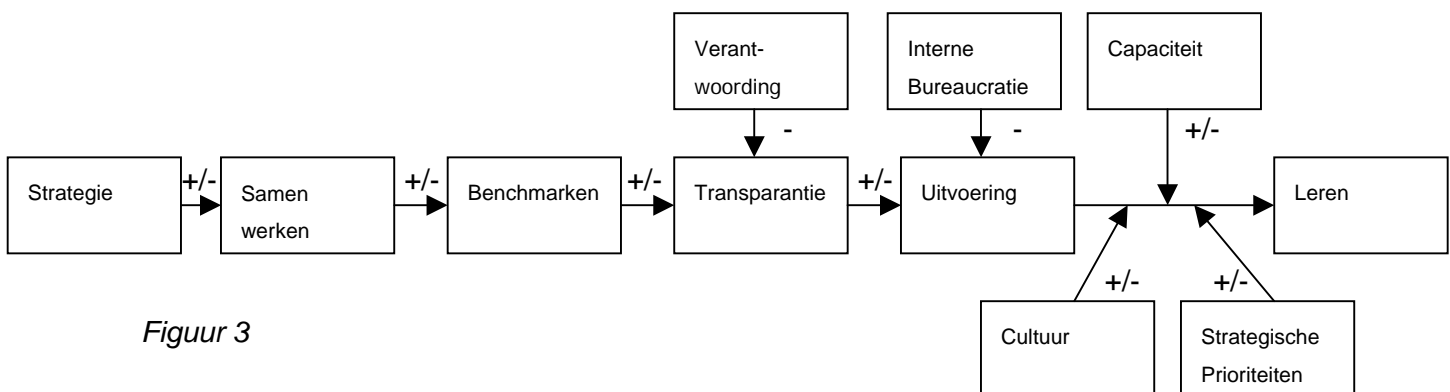 Verant-
woording
Interne
Bureaucratie
Capaciteit
-
-
+/-
Strategie
+/-
Samen
werken
+/-
Benchmarken
+/-
Transparantie
+/-
Uitvoering
Leren
+/-
+/-
Cultuur
Strategische
Prioriteiten
Figuur 3